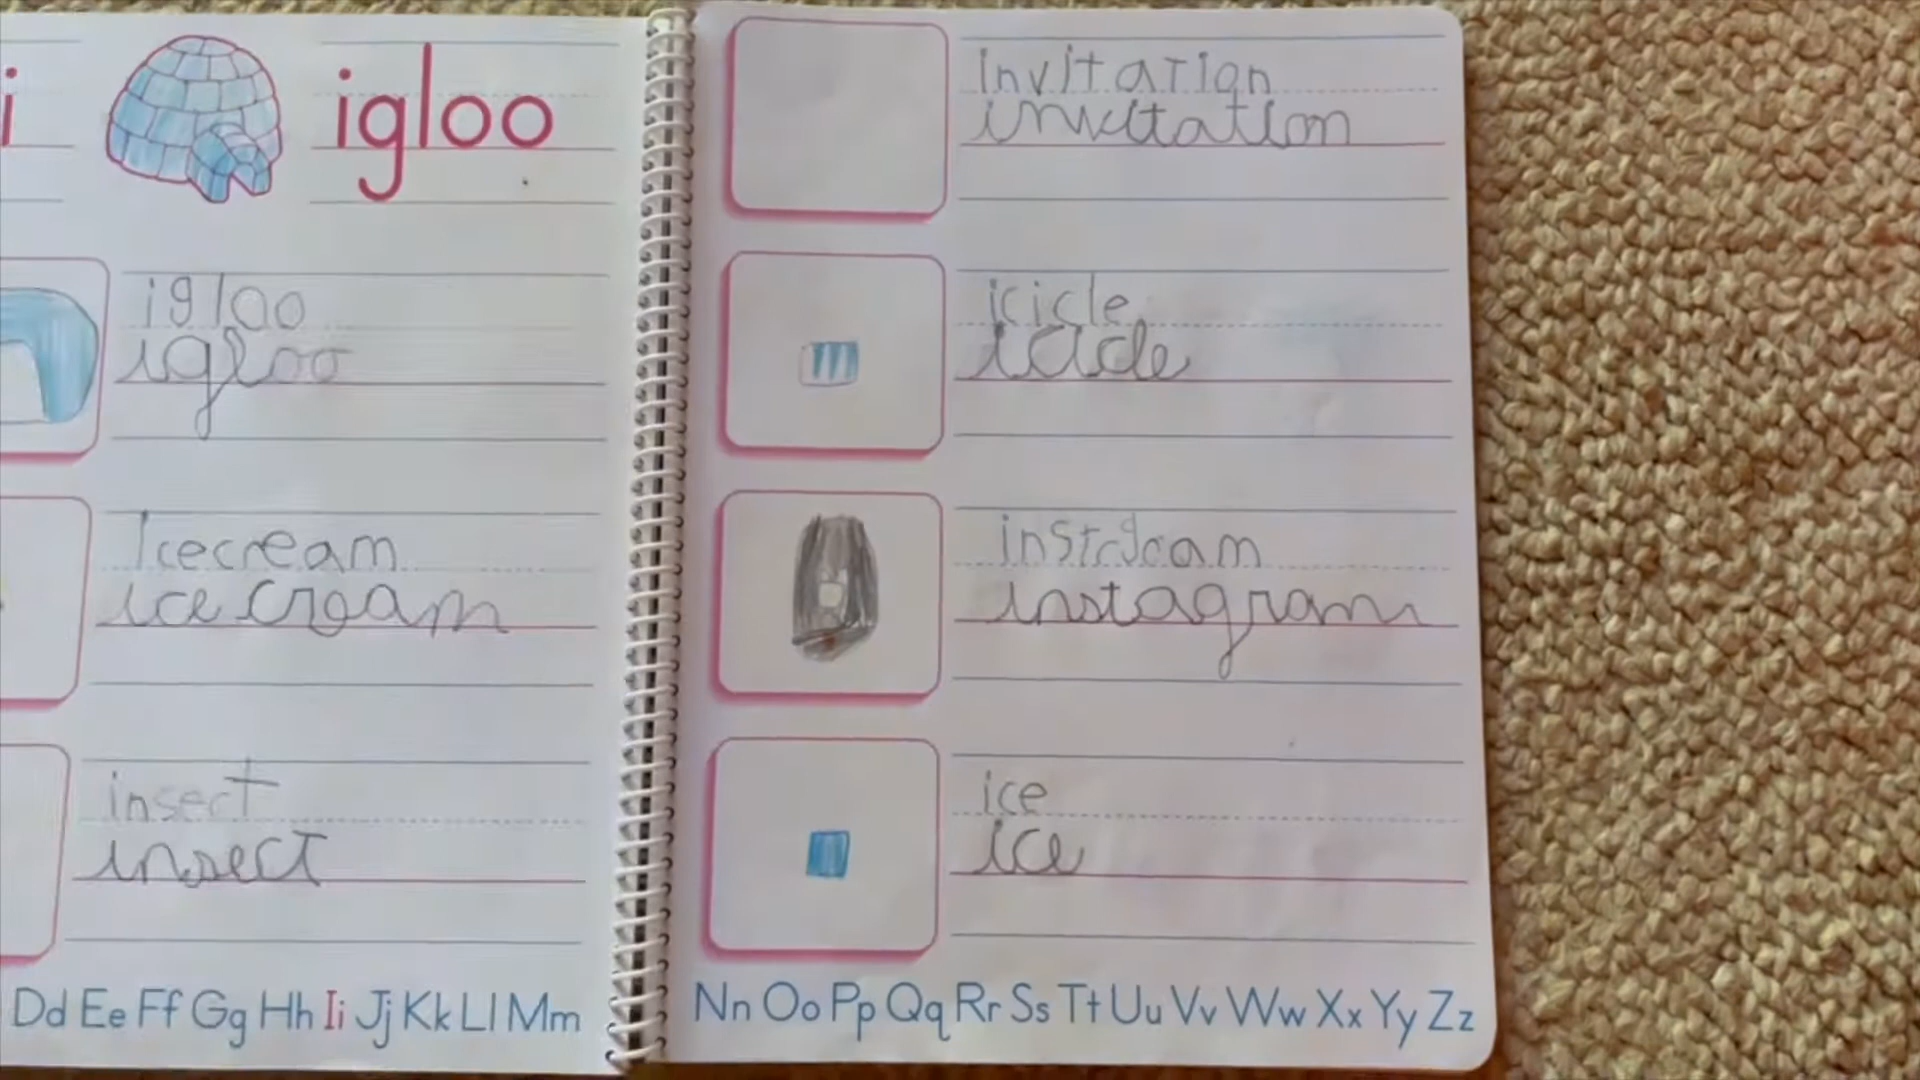 i igloo
igloo
igloo
Icecream
ice cream
insect
insect
Dd Ee Ff Gg Hh Ii Jj Kk Ll Mm
invitation
invitation
icicle
icicle
instgram
instagram
ice
ice
Nn Oo Pp Qq Rr Ss Tt Uu Vv Ww Xx Yy Zz